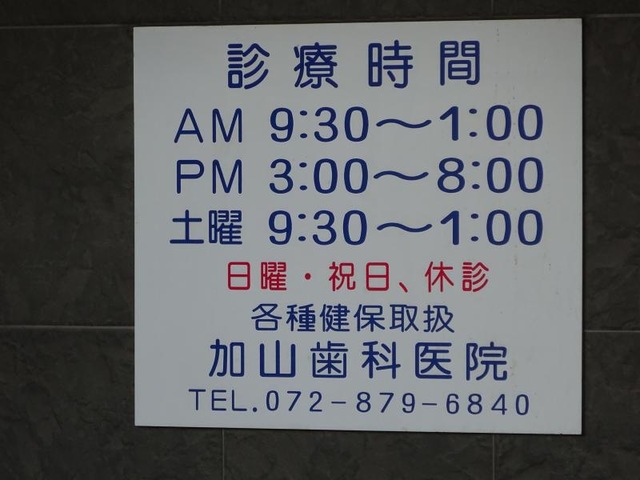 診療時間
AM 9:30～1:00
PM 3:00～8:00
土曜 9:30～1:00
日曜・祝日、休診
各種健保取扱
加山歯科医院
TEL.072-879-6840